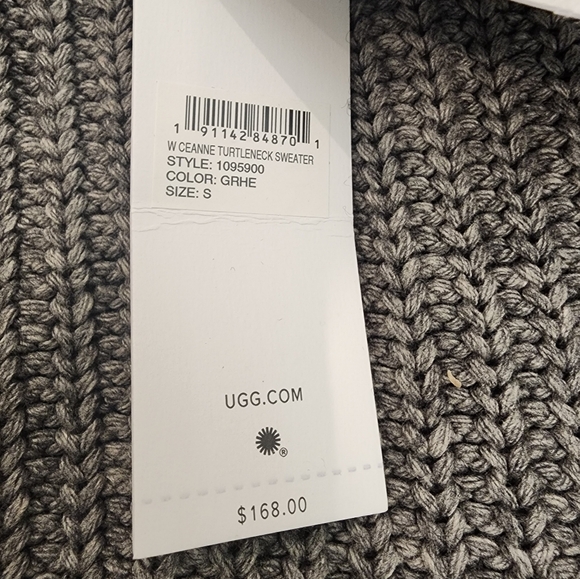 1 91142 84870 1
W CEANNE TURTLENECK SWEATER
STYLE: 1095900
COLOR: GRHE
SIZE: S
UGG.COM
®
$168.00